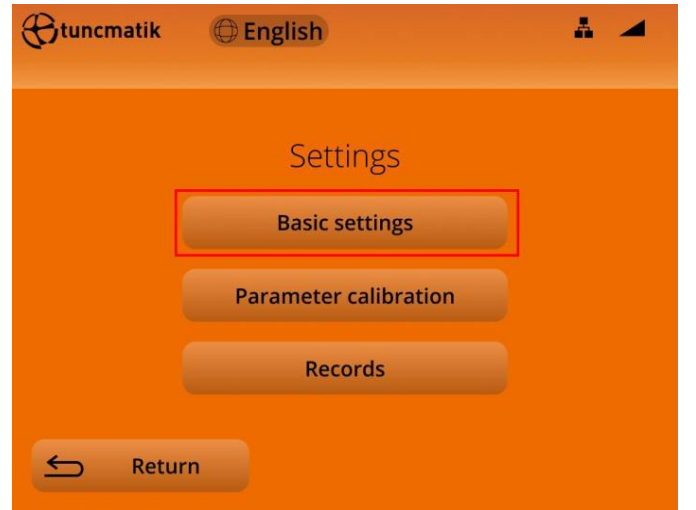 tuncmatik
English
Settings
Basic settings
Parameter calibration
Records
Return